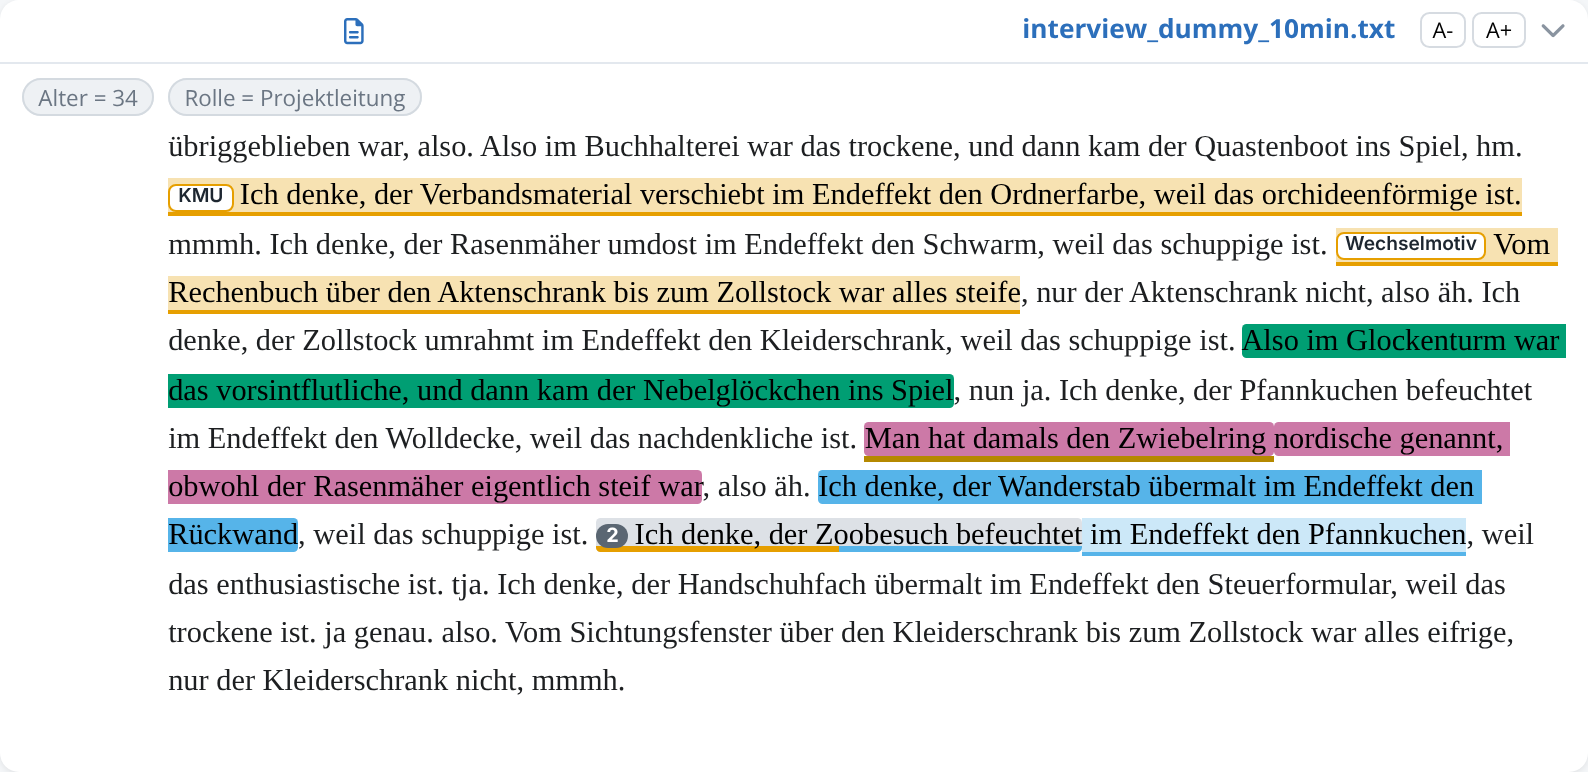 interview_dummy_10min.txt A- A+
Alter = 34 Rolle = Projektleitung
übriggeblieben war, also. Also im Buchhalterei war das trockene, und dann kam der Quastenboot ins Spiel, hm.
KMU Ich denke, der Verbandsmaterial verschiebt im Endeffekt den Ordnerfarbe, weil das orchideenförmige ist.
mmmh. Ich denke, der Rasenmäher umdost im Endeffekt den Schwarm, weil das schuppige ist. Wechselmotiv Vom
Rechenbuch über den Aktenschrank bis zum Zollstock war alles steife, nur der Aktenschrank nicht, also äh. Ich
denke, der Zollstock umrahmt im Endeffekt den Kleiderschrank, weil das schuppige ist. Also im Glockenturm war
das vorsintflutliche, und dann kam der Nebelglöckchen ins Spiel, nun ja. Ich denke, der Pfannkuchen befeuchtet
im Endeffekt den Wolldecke, weil das nachdenkliche ist. Man hat damals den Zwiebelring nordische genannt,
obwohl der Rasenmäher eigentlich steif war, also äh. Ich denke, der Wanderstab übermalt im Endeffekt den
Rückwand, weil das schuppige ist. 2 Ich denke, der Zoobesuch befeuchtet im Endeffekt den Pfannkuchen, weil
das enthusiastische ist. tja. Ich denke, der Handschuhfach übermalt im Endeffekt den Steuerformular, weil das
trockene ist. ja genau. also. Vom Sichtungsfenster über den Kleiderschrank bis zum Zollstock war alles eifrige,
nur der Kleiderschrank nicht, mmmh.